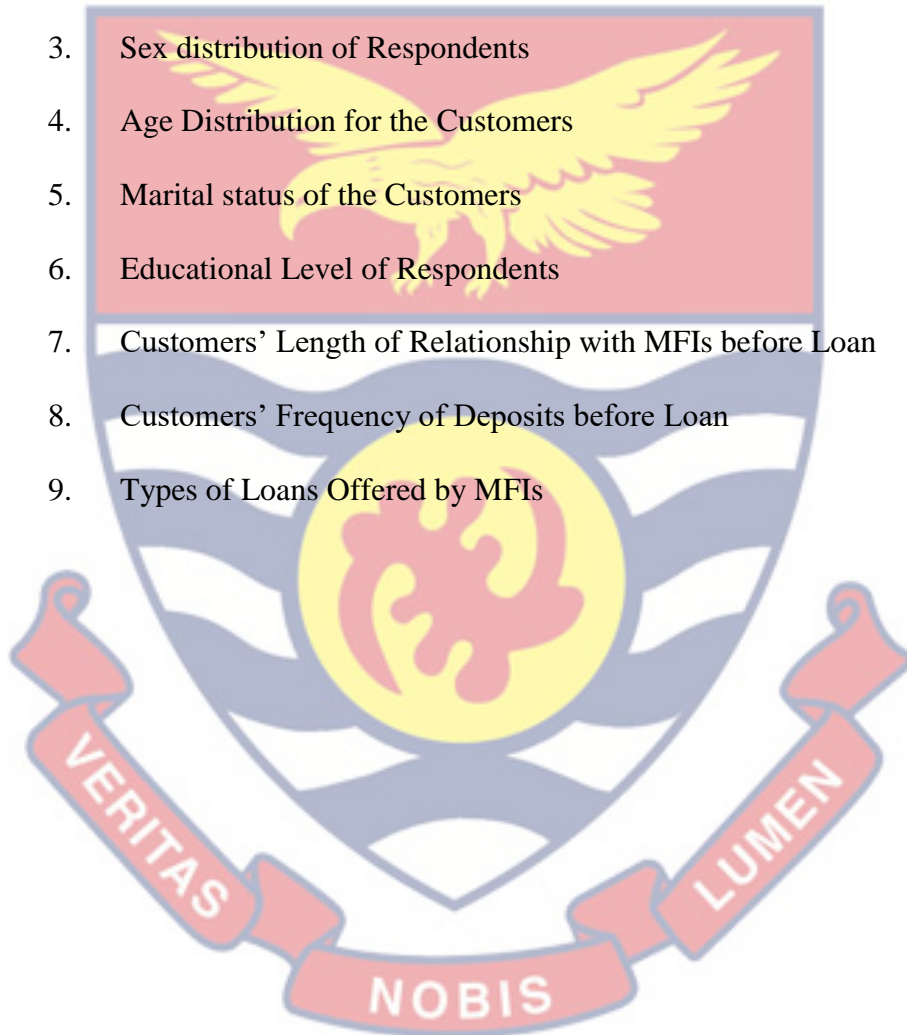 3. Sex distribution of Respondents
4. Age Distribution for the Customers
5. Marital status of the Customers
6. Educational Level of Respondents
7. Customers’ Length of Relationship with MFIs before Loan
8. Customers’ Frequency of Deposits before Loan
9. Types of Loans Offered by MFIs
VERITAS
NOBIS
LUMEN